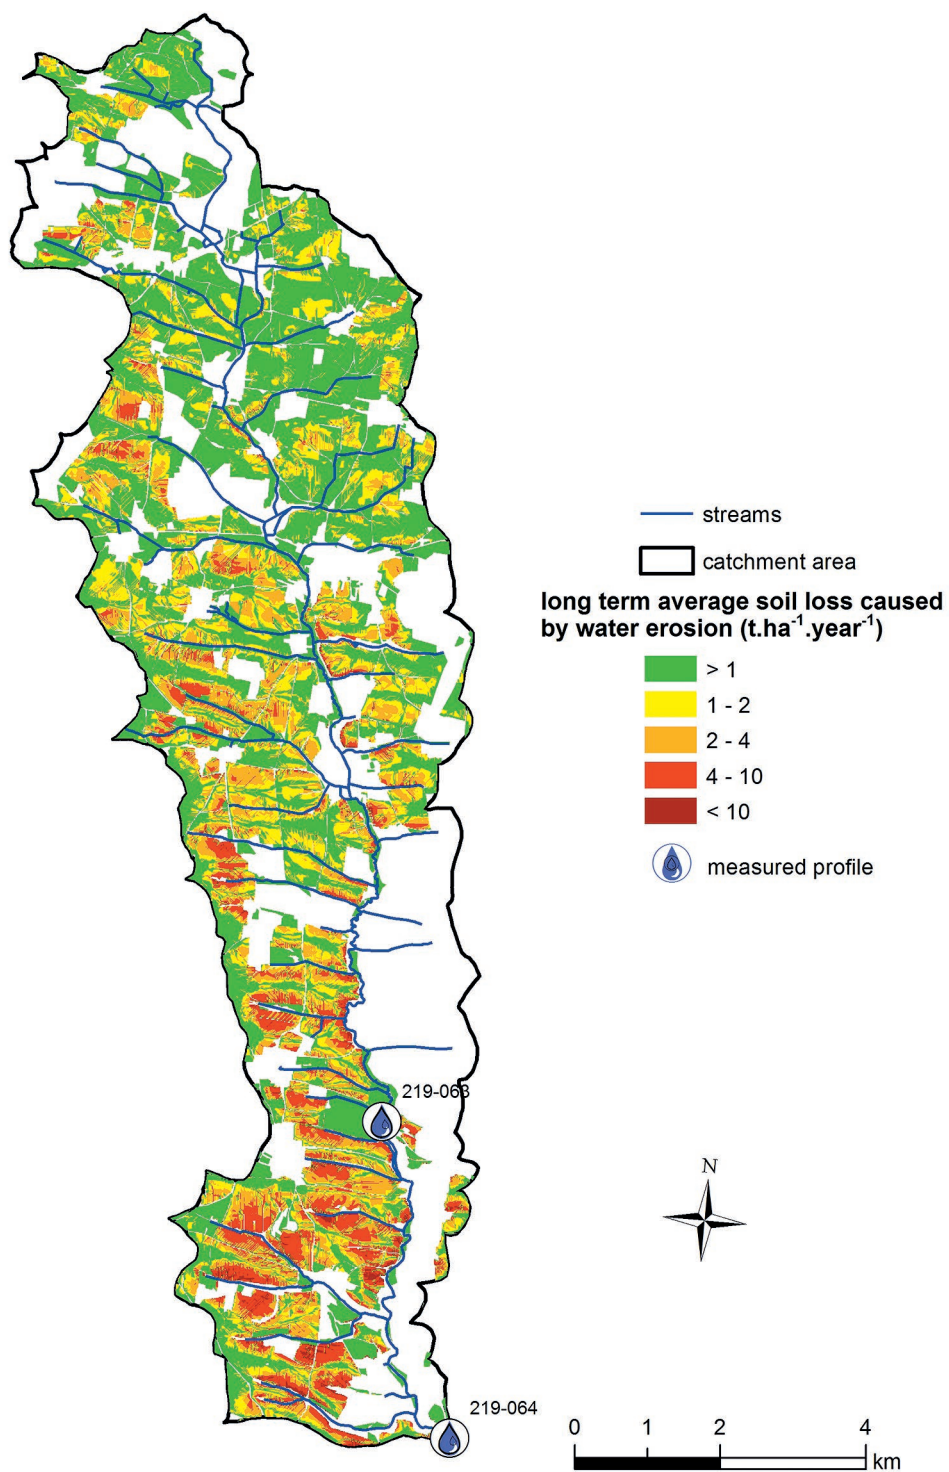 streams
catchment area
long term average soil loss caused
by water erosion (t.ha⁻¹.year⁻¹)
> 1
1 - 2
2 - 4
4 - 10
< 10
measured profile
219-063
N
219-064
0 1 2 4
km